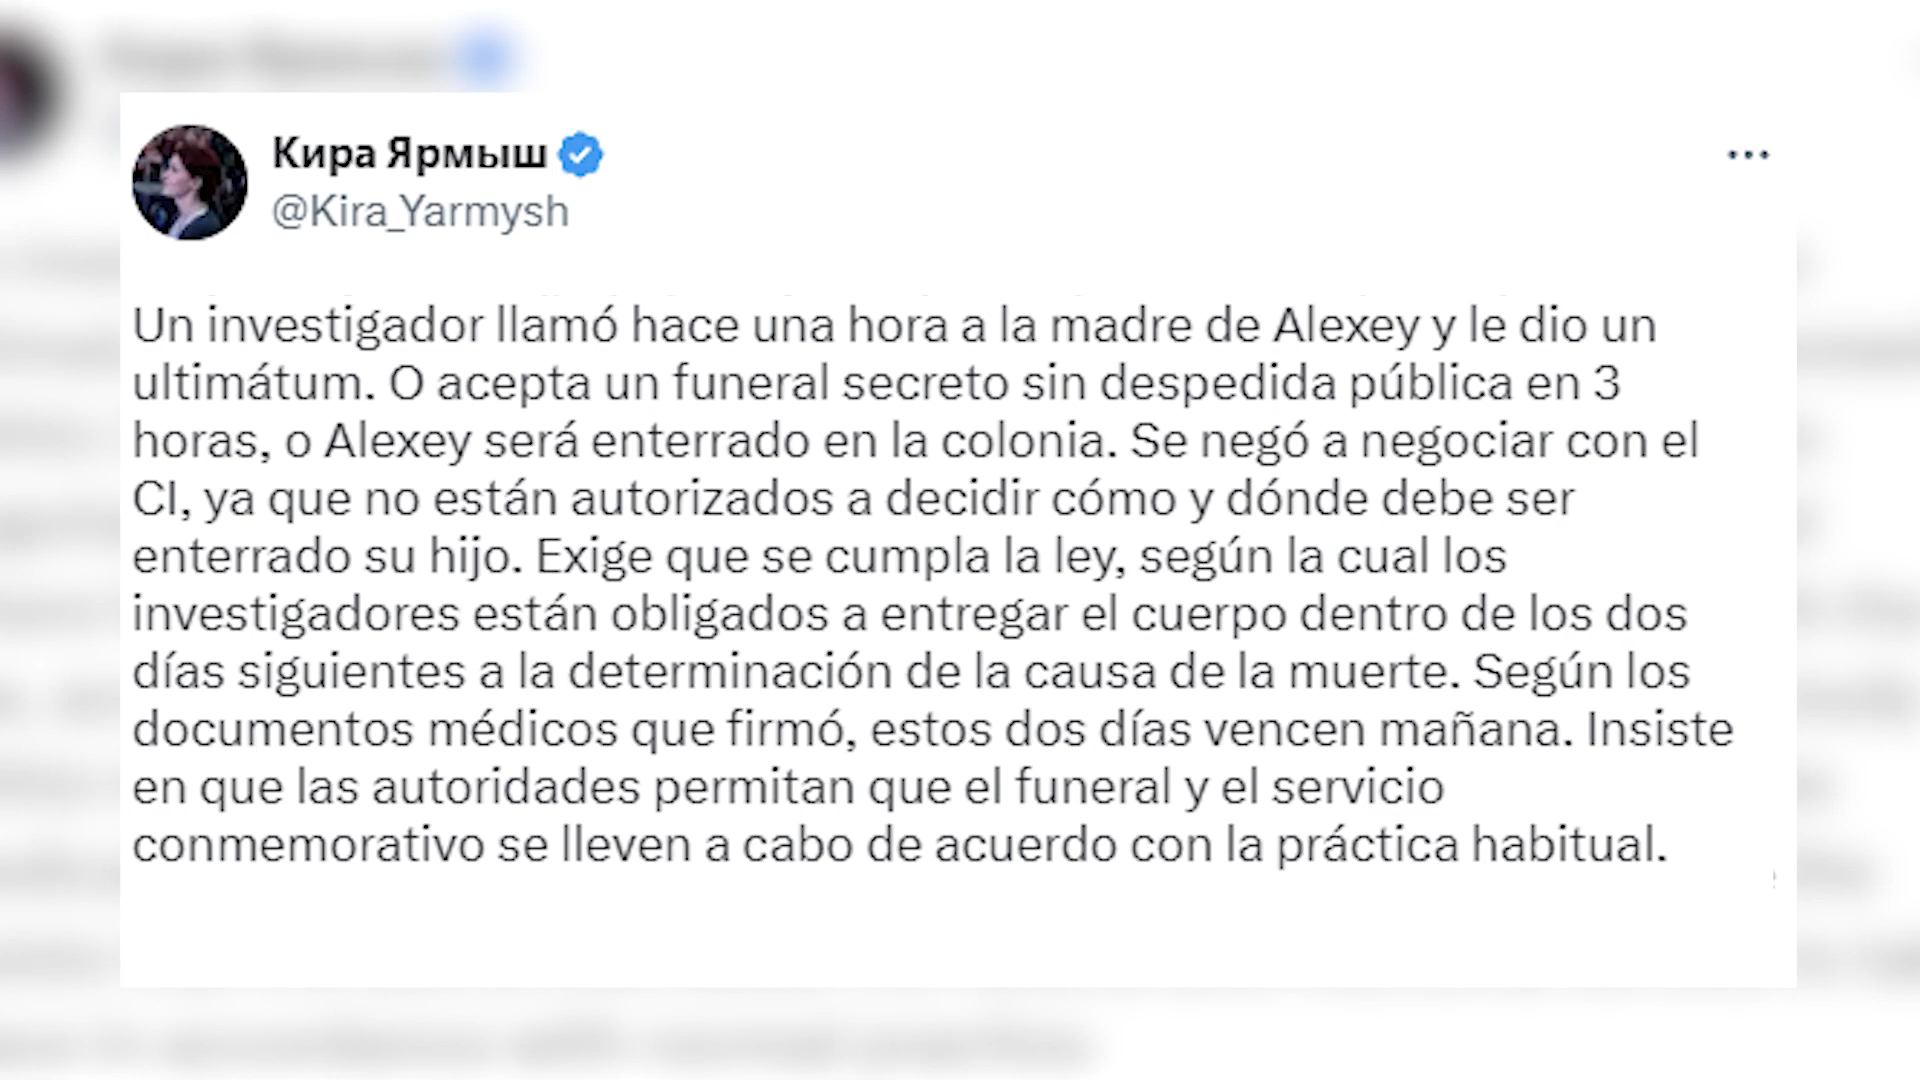 Кира Ярмыш
@Kira_Yarmysh
Un investigador llamó hace una hora a la madre de Alexey y le dio un
ultimátum. O acepta un funeral secreto sin despedida pública en 3
horas, o Alexey será enterrado en la colonia. Se negó a negociar con el
CI, ya que no están autorizados a decidir cómo y dónde debe ser
enterrado su hijo. Exige que se cumpla la ley, según la cual los
investigadores están obligados a entregar el cuerpo dentro de los dos
días siguientes a la determinación de la causa de la muerte. Según los
documentos médicos que firmó, estos dos días vencen mañana. Insiste
en que las autoridades permitan que el funeral y el servicio
conmemorativo se lleven a cabo de acuerdo con la práctica habitual.